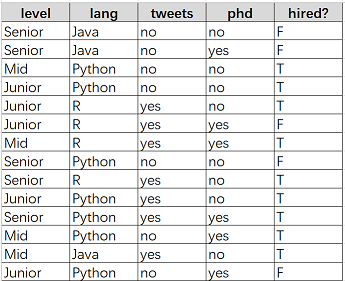 level lang tweets phd hired?
Senior Java no no F
Senior Java no yes F
Mid Python no no T
Junior Python no no T
Junior R yes no T
Junior R yes yes F
Mid R yes yes T
Senior Python no no F
Senior R yes no T
Junior Python yes no T
Senior Python yes yes T
Mid Python no yes T
Mid Java yes no T
Junior Python no yes F